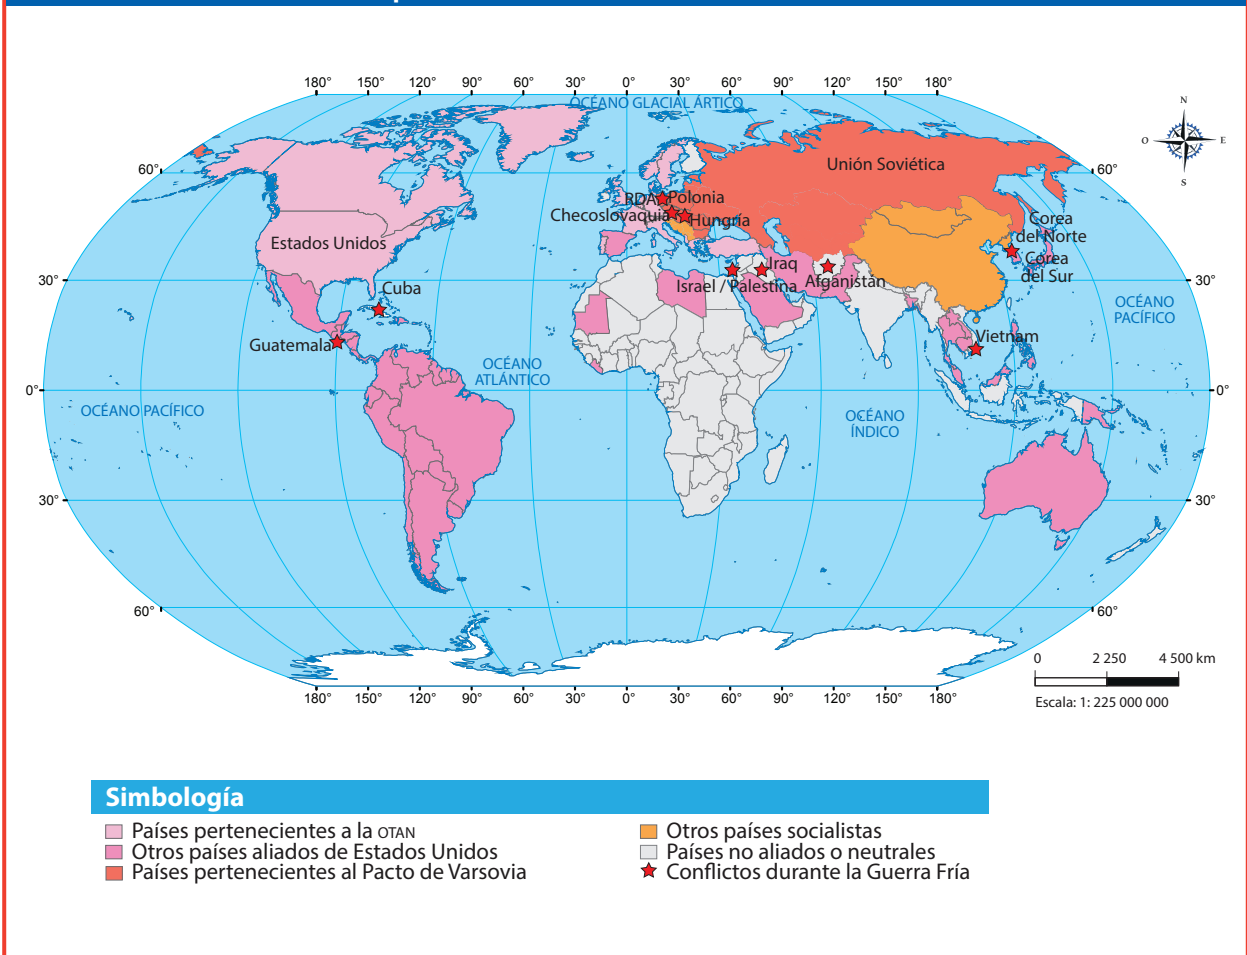 180° 150° 120° 90° 60° 30° 0° 30° 60° 90° 120° 150° 180°
OCÉANO GLACIAL ÁRTICO
N
O
E
S
60°
60°
Unión Soviética
RDA
Polonia
Checoslovaquia
Hungría
Corea
del Norte
Estados Unidos
Corea
del Sur
Iraq
30°
30°
Israel / Palestina
Afganistán
Cuba
OCÉANO
PACÍFICO
Guatemala
Vietnam
OCÉANO
ATLÁNTICO
0°
0°
OCÉANO PACÍFICO
OCÉANO
ÍNDICO
30°
30°
60°
60°
0 2 250 4 500 km
Escala: 1: 225 000 000
180° 150° 120° 90° 60° 30° 0° 30° 60° 90° 120° 150° 180°
Simbología
Países pertenecientes a la OTAN
Otros países aliados de Estados Unidos
Países pertenecientes al Pacto de Varsovia
Otros países socialistas
Países no aliados o neutrales
Conflictos durante la Guerra Fría